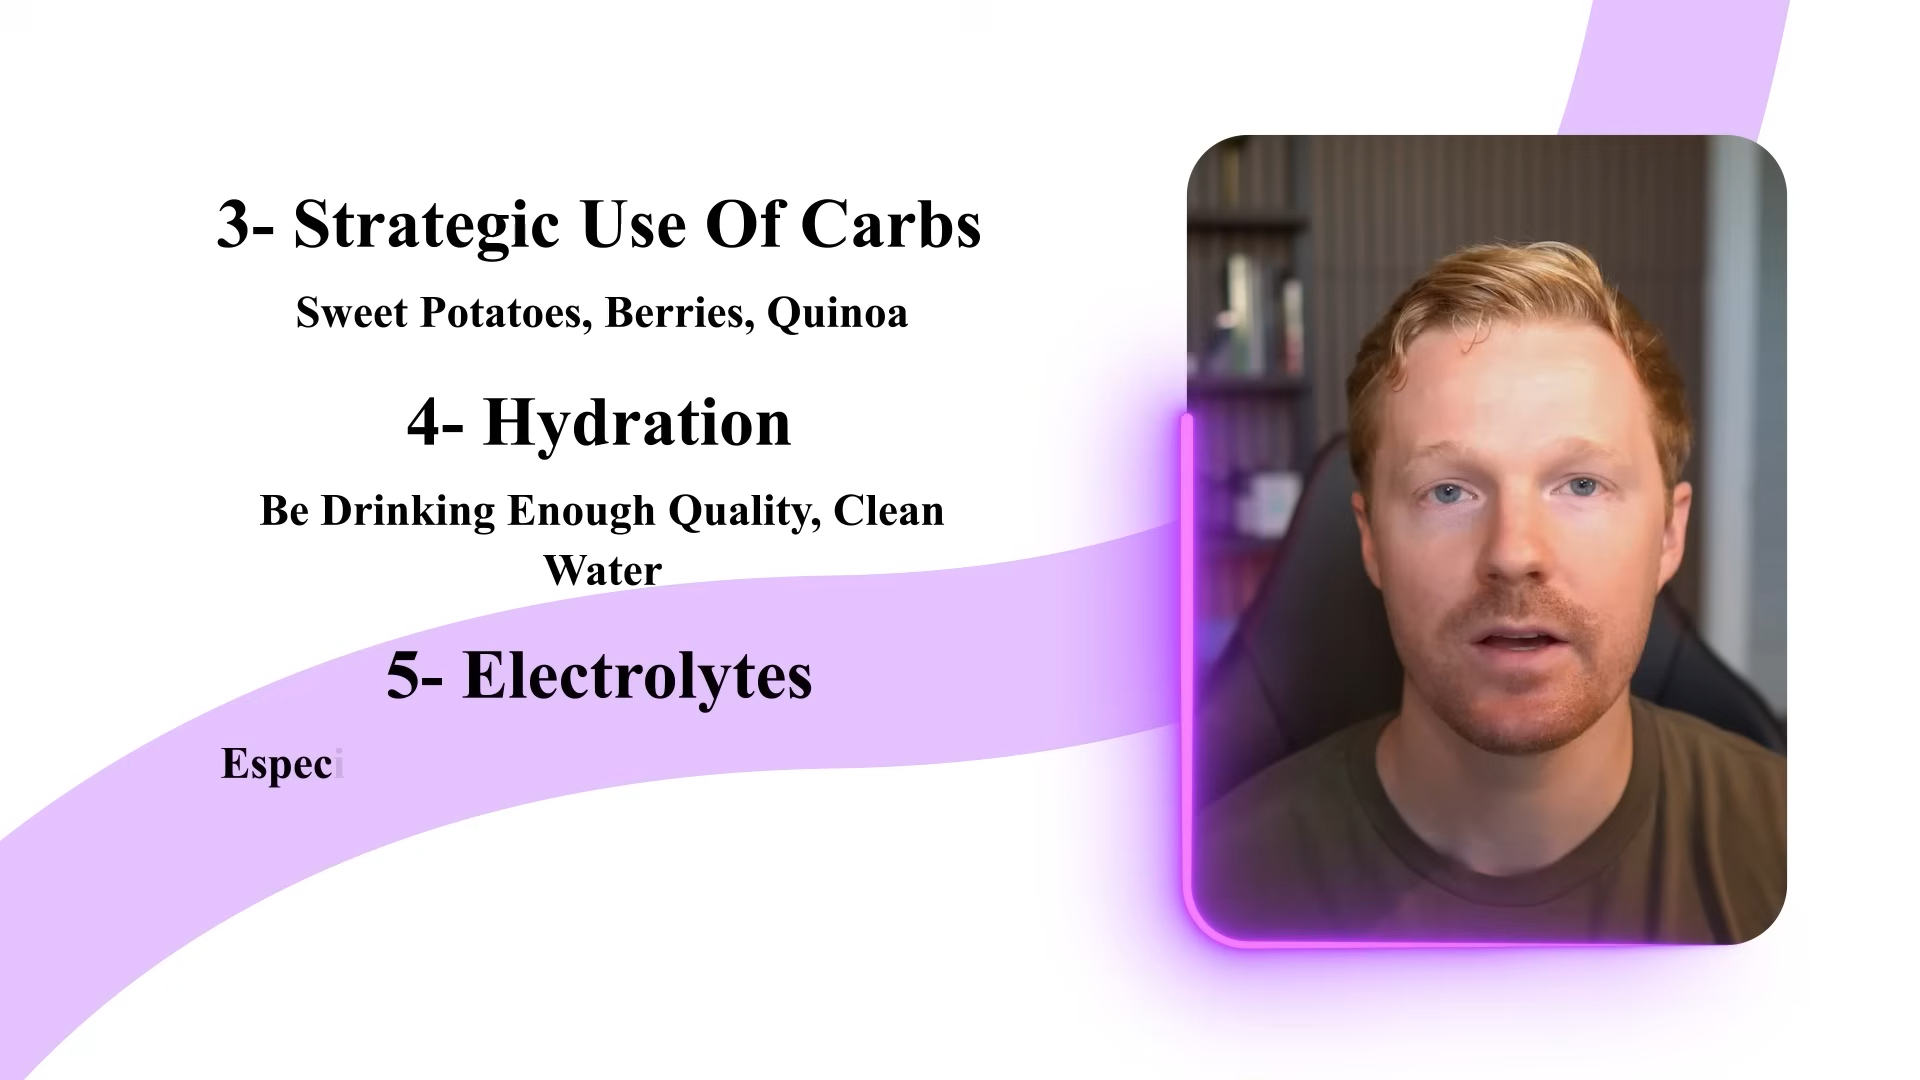 3- Strategic Use Of Carbs
Sweet Potatoes, Berries, Quinoa
4- Hydration
Be Drinking Enough Quality, Clean
Water
5- Electrolytes
Especi